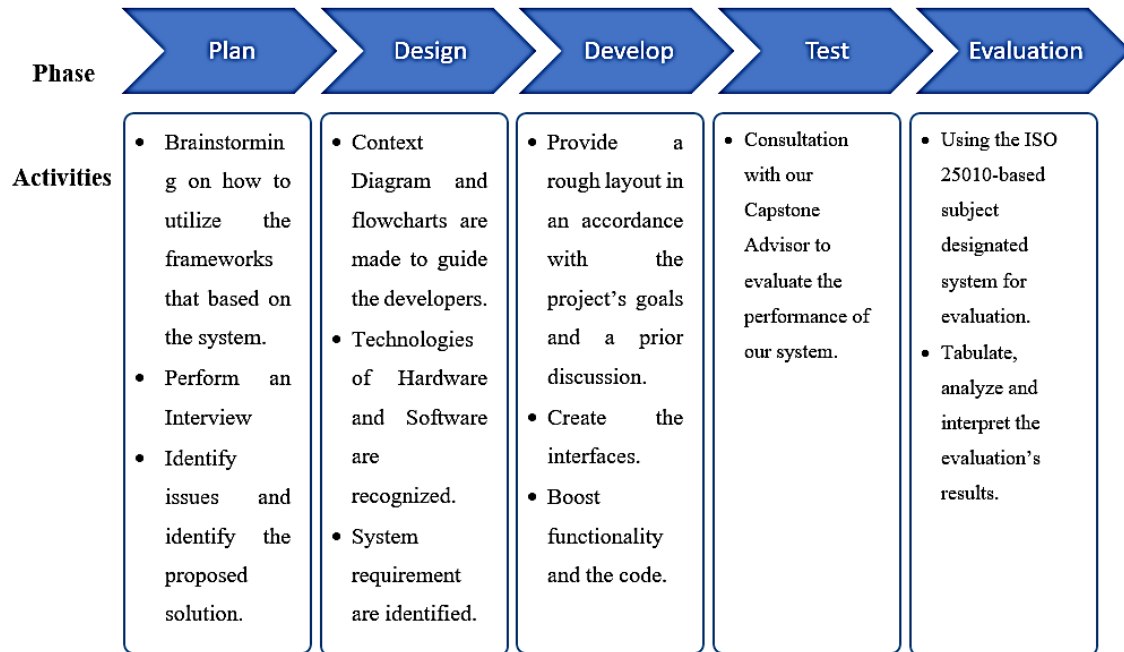 Phase
Plan
Design
Develop
Test
Evaluation
Activities
• Brainstormin
g on how to
utilize the
frameworks
that based on
the system.
• Perform an
Interview
• Identify
issues and
identify the
proposed
solution.
• Context
Diagram and
flowcharts are
made to guide
the developers.
• Technologies
of Hardware
and Software
are
recognized.
• System
requirement
are identified.
• Provide a
rough layout in
an accordance
with the
project's goals
and a prior
discussion.
• Create the
interfaces.
• Boost
functionality
and the code.
• Consultation
with our
Capstone
Advisor to
evaluate the
performance of
our system.
• Using the ISO
25010-based
subject
designated
system for
evaluation.
• Tabulate,
analyze and
interpret the
evaluation's
results.